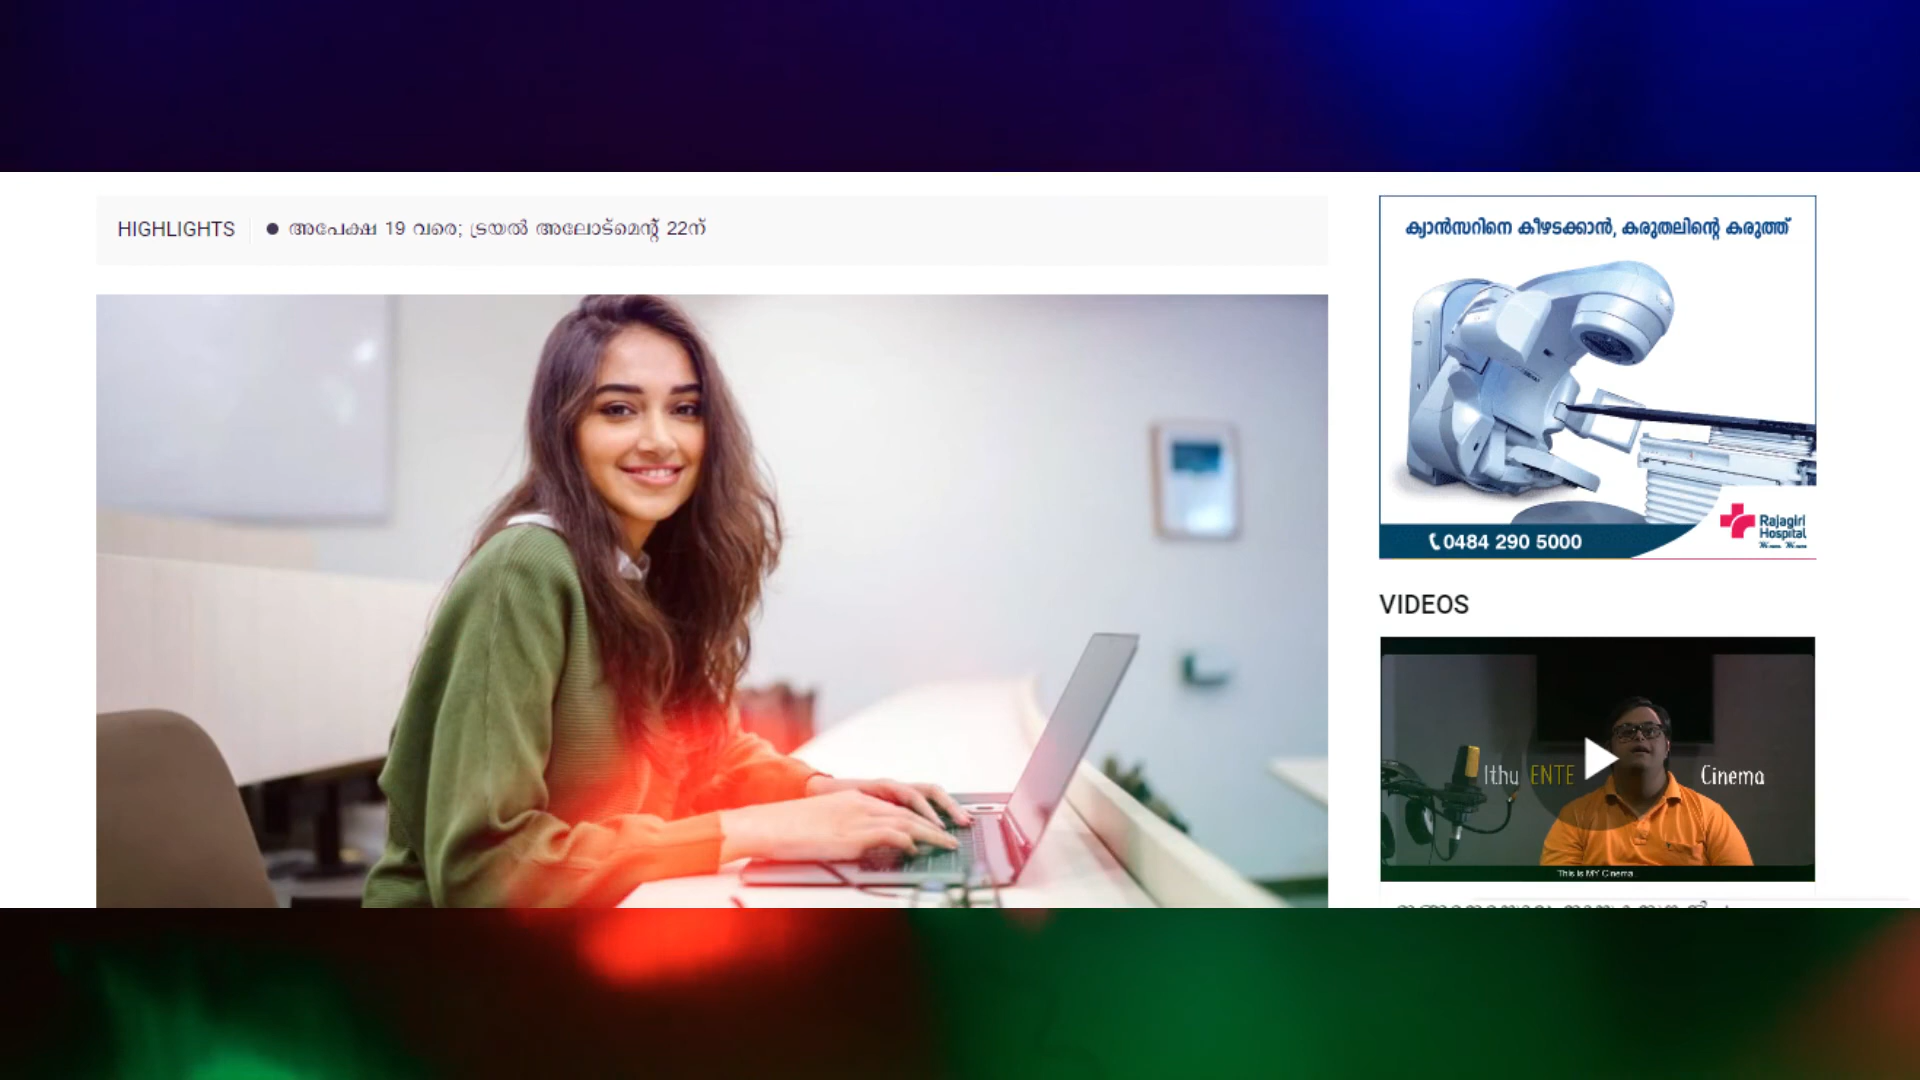 HIGHLIGHTS ● അപേക്ഷ 19 വരെ; ട്രയൽ അലോട്മെന്റ് 22ന്
ക്യാൻസറിനെ കീഴടക്കാൻ, കരുതലിന്റെ കരുത്ത്
Rajagiri
Hospital
0484 290 5000
VIDEOS
Ithu ENTE Cinema
This is MY Cinema